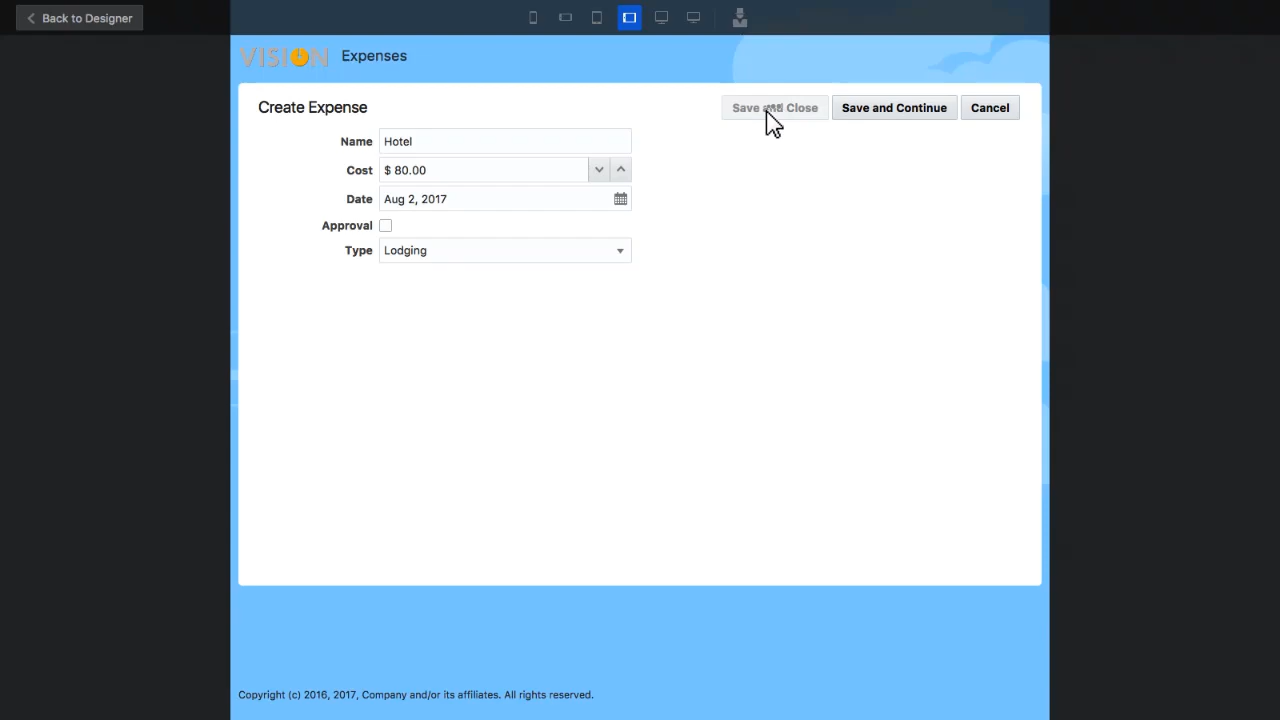 Back to Designer
VISION Expenses
Create Expense
Save and Close Save and Continue Cancel
Name Hotel
Cost $ 80.00
Date Aug 2, 2017
Approval
Type Lodging
Copyright (c) 2016, 2017, Company and/or its affiliates. All rights reserved.